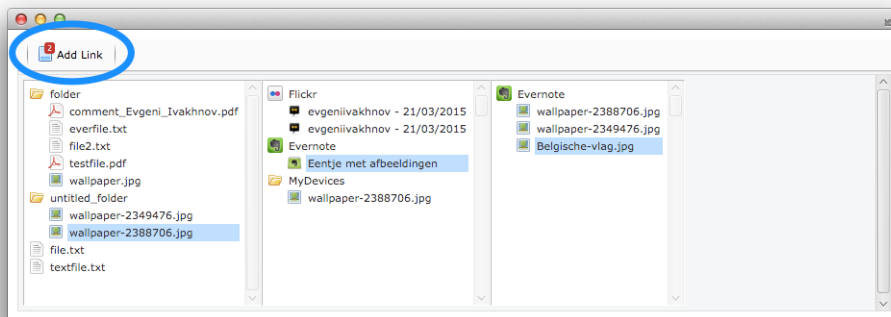 2
Add Link
folder
comment_Evgeni_Ivakhnov.pdf
everfile.txt
file2.txt
testfile.pdf
wallpaper.jpg
untitled_folder
wallpaper-2349476.jpg
wallpaper-2388706.jpg
file.txt
textfile.txt
Flickr
evgeniivakhnov - 21/03/2015
evgeniivakhnov - 21/03/2015
Evernote
Eentje met afbeeldingen
MyDevices
wallpaper-2388706.jpg
Evernote
wallpaper-2388706.jpg
wallpaper-2349476.jpg
Belgische-vlag.jpg